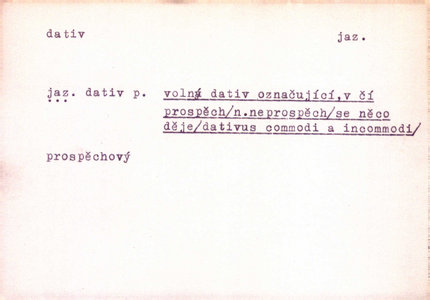 dativ jaz.
jaz. dativ p. volný dativ označující,v čí
prospěch/n.neprospěch/se něco
děje/dativus commodi a incommodi/
prospěchový